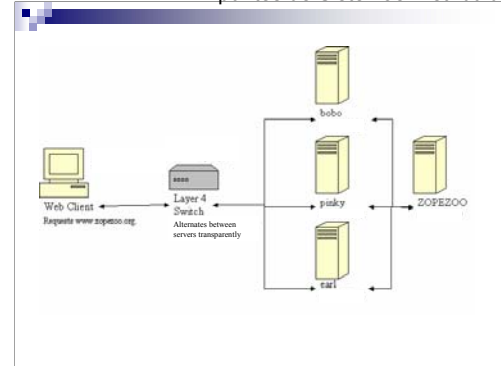 bobo
Web Client
Requests www.zopezoo.org.
Layer 4
Switch
Alternates between
servers transparently
pinky
ZOPEZOO
earl